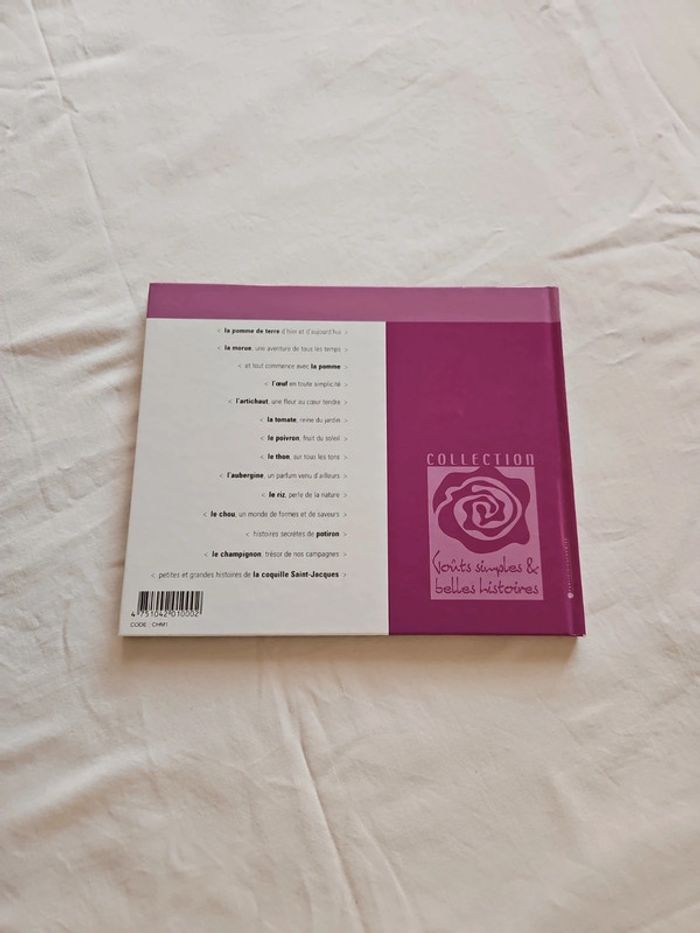 < la pomme de terre d'hier et d'aujourd'hui >
< la morue, une aventure de tous les temps >
< et tout commence avec la pomme >
< l'œuf en toute simplicité >
< l'artichaut, une fleur au cœur tendre >
< la tomate, reine du jardin >
< le poivron, fruit du soleil >
< le thon, sur tous les tons >
< l'aubergine, un parfum venu d'ailleurs >
< le riz, perle de la nature >
< le chou, un monde de formes et de saveurs >
< histoires secrètes de potiron >
< le champignon, trésor de nos campagnes >
< petites et grandes histoires de la coquille Saint-Jacques >
4 751042 010002
CODE : CHM1
COLLECTION
Goûts simples &
belles histoires